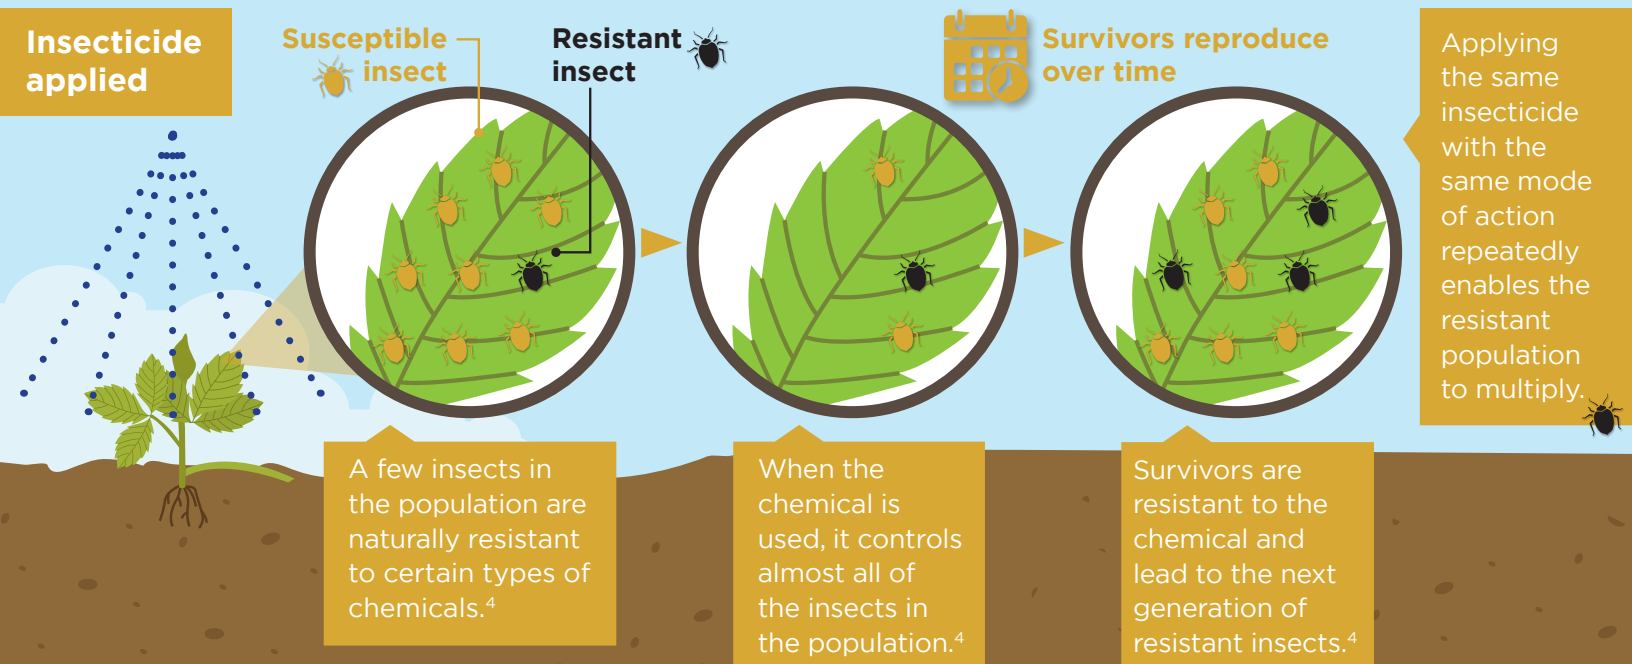 Insecticide
applied
Susceptible
insect
Resistant
insect
Survivors reproduce
over time
Applying
the same
insecticide
with the
same mode
of action
repeatedly
enables the
resistant
population
to multiply.
A few insects in
the population are
naturally resistant
to certain types of
chemicals.⁴
When the
chemical is
used, it controls
almost all of
the insects in
the population.⁴
Survivors are
resistant to the
chemical and
lead to the next
generation of
resistant insects.⁴